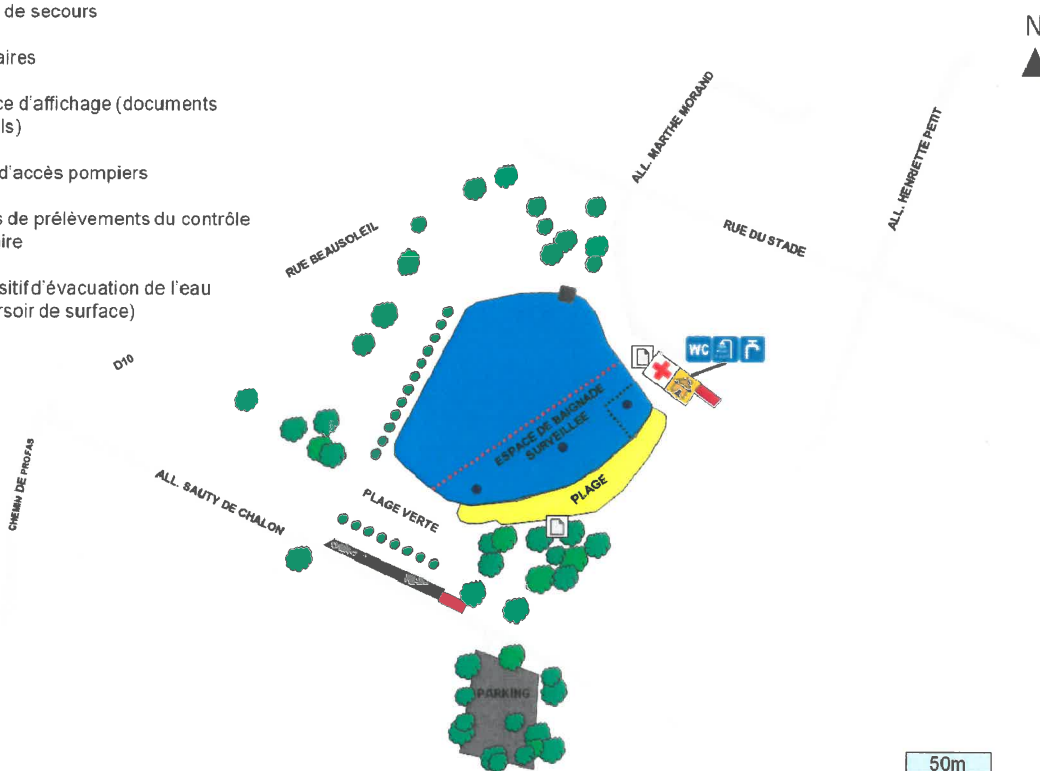 de secours
aires
ce d'affichage (documents
ls)
d'accès pompiers
s de prélèvements du contrôle
ire
sitif d'évacuation de l'eau
rsoir de surface)
N
ALL. MARTHE MORAND
ALL. HENRIETTE PETIT
RUE DU STADE
RUE BEAUSOLEIL
D10
WC
ESPACE DE BAIGNADE
SURVEILLEE
PLAGE
CHEMIN DE PROFAS
ALL. SAUTY DE CHALON
PLAGE VERTE
PARKING
50m